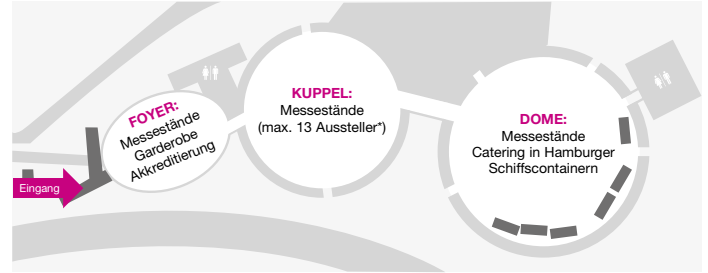 Eingang
FOYER:
Messestände
Garderobe
Akkreditierung
KUPPEL:
Messestände
(max. 13 Aussteller*)
DOME:
Messestände
Catering in Hamburger
Schiffscontainern